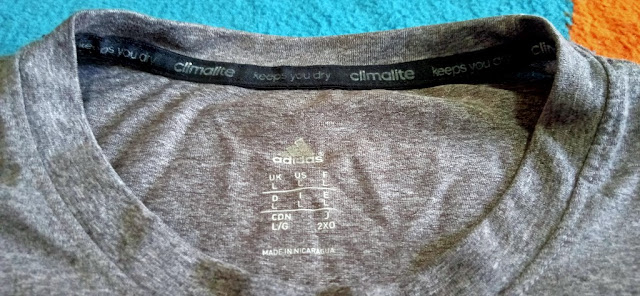 keeps you dry climalite keeps you dry climalite keeps you dry
adidas
UK US F
L L L
D E I
L L L
CDN J
L/G 2XO
MADE IN NICARAGUA